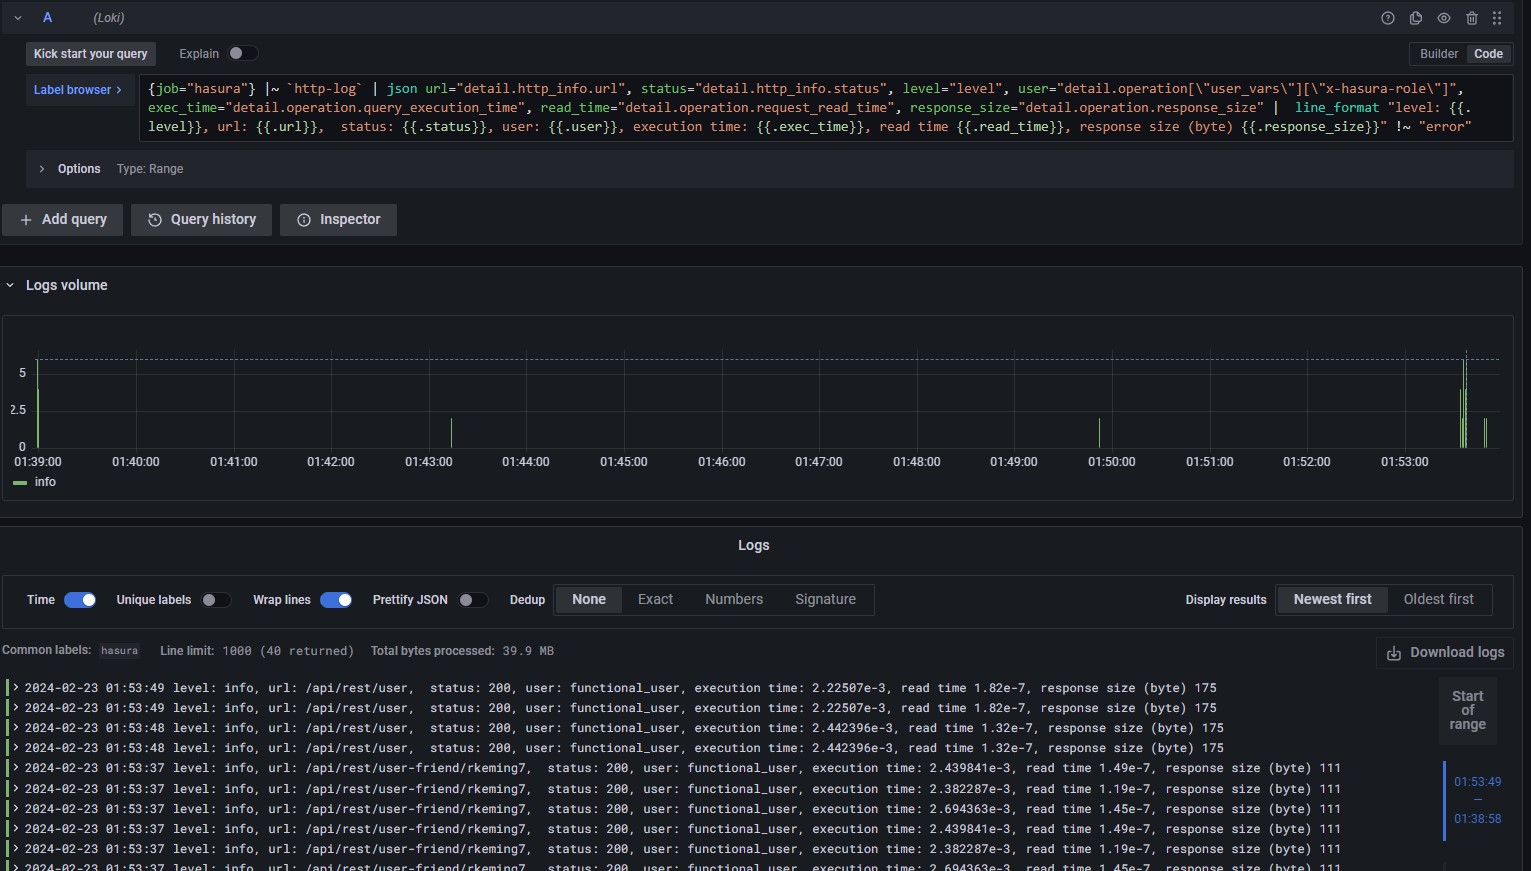 A (Loki)
Kick start your query Explain Builder Code
Label browser > {job="hasura"} |~ `http-log` | json url="detail.http_info.url", status="detail.http_info.status", level="level", user="detail.operation[\"user_vars\"][\"x-hasura-role\"]",
exec_time="detail.operation.query_execution_time", read_time="detail.operation.request_read_time", response_size="detail.operation.response_size" | line_format "level: {{.
level}}, url: {{.url}},  status: {{.status}}, user: {{.user}}, execution time: {{.exec_time}}, read time {{.read_time}}, response size (byte) {{.response_size}}" !~ "error"
> Options Type: Range
+ Add query Query history Inspector
Logs volume
5
2.5
0
01:39:00 01:40:00 01:41:00 01:42:00 01:43:00 01:44:00 01:45:00 01:46:00 01:47:00 01:48:00 01:49:00 01:50:00 01:51:00 01:52:00 01:53:00
info
Logs
Time Unique labels Wrap lines Prettify JSON Dedup None Exact Numbers Signature Display results Newest first Oldest first
Common labels: hasura Line limit: 1000 (40 returned) Total bytes processed: 39.9 MB Download logs
> 2024-02-23 01:53:49 level: info, url: /api/rest/user,  status: 200, user: functional_user, execution time: 2.22507e-3, read time 1.82e-7, response size (byte) 175
> 2024-02-23 01:53:49 level: info, url: /api/rest/user,  status: 200, user: functional_user, execution time: 2.22507e-3, read time 1.82e-7, response size (byte) 175
> 2024-02-23 01:53:48 level: info, url: /api/rest/user,  status: 200, user: functional_user, execution time: 2.442396e-3, read time 1.32e-7, response size (byte) 175
> 2024-02-23 01:53:48 level: info, url: /api/rest/user,  status: 200, user: functional_user, execution time: 2.442396e-3, read time 1.32e-7, response size (byte) 175
> 2024-02-23 01:53:37 level: info, url: /api/rest/user-friend/rkeming7,  status: 200, user: functional_user, execution time: 2.439841e-3, read time 1.49e-7, response size (byte) 111
> 2024-02-23 01:53:37 level: info, url: /api/rest/user-friend/rkeming7,  status: 200, user: functional_user, execution time: 2.382287e-3, read time 1.19e-7, response size (byte) 111
> 2024-02-23 01:53:37 level: info, url: /api/rest/user-friend/rkeming7,  status: 200, user: functional_user, execution time: 2.694363e-3, read time 1.45e-7, response size (byte) 111
> 2024-02-23 01:53:37 level: info, url: /api/rest/user-friend/rkeming7,  status: 200, user: functional_user, execution time: 2.439841e-3, read time 1.49e-7, response size (byte) 111
> 2024-02-23 01:53:37 level: info, url: /api/rest/user-friend/rkeming7,  status: 200, user: functional_user, execution time: 2.382287e-3, read time 1.19e-7, response size (byte) 111
> 2024-02-23 01:53:37 level: info, url: /api/rest/user-friend/rkeming7,  status: 200, user: functional_user, execution time: 2.694363e-3, read time 1.45e-7, response size (byte) 111
Start
of
range
01:53:49
—
01:38:58